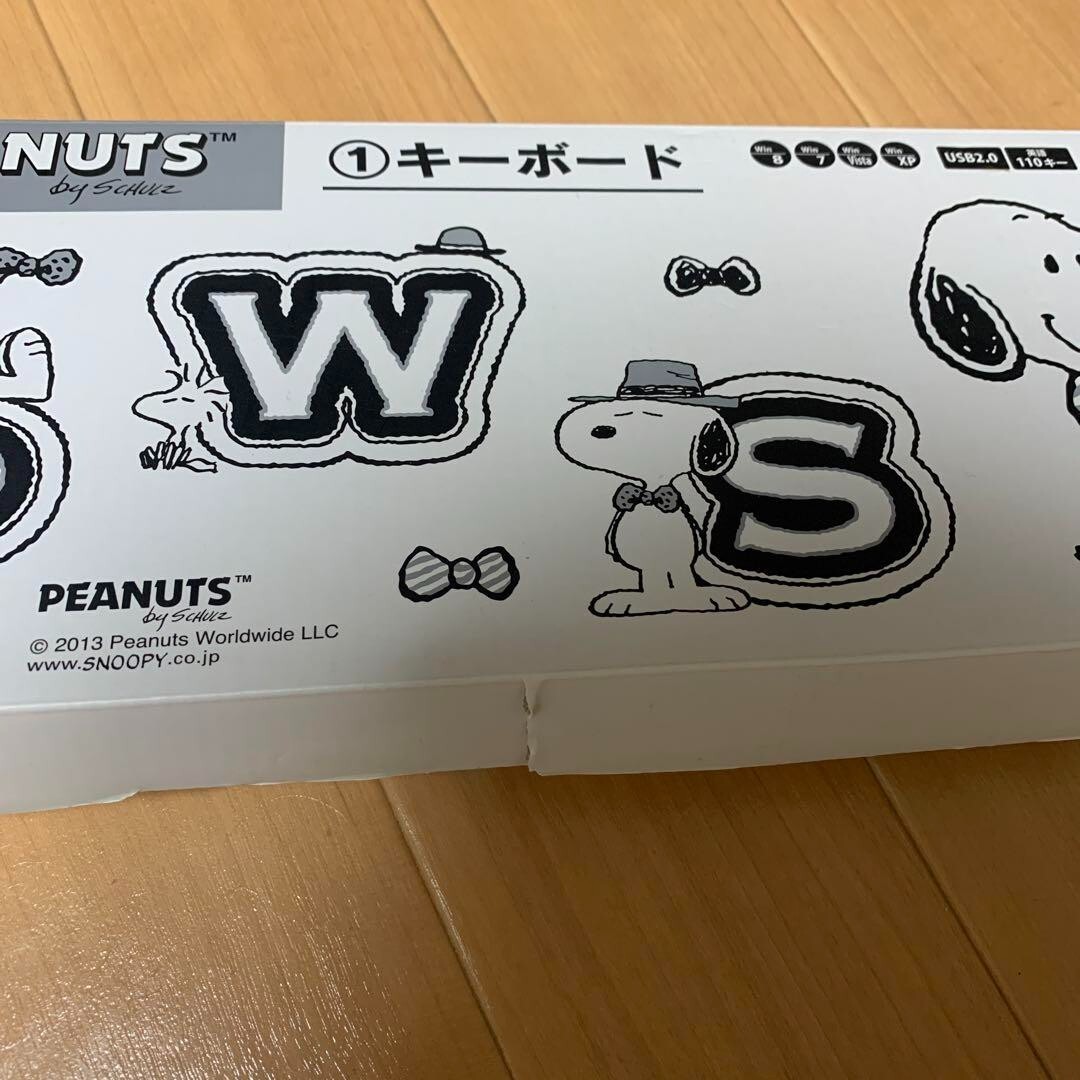 NUTS™
by SCHULZ
①キーボード
Win 8
Win 7
Win Vista
Win XP
USB2.0
英語
110キー
W
S
PEANUTS™
by SCHULZ
© 2013 Peanuts Worldwide LLC
www.SNOOPY.co.jp